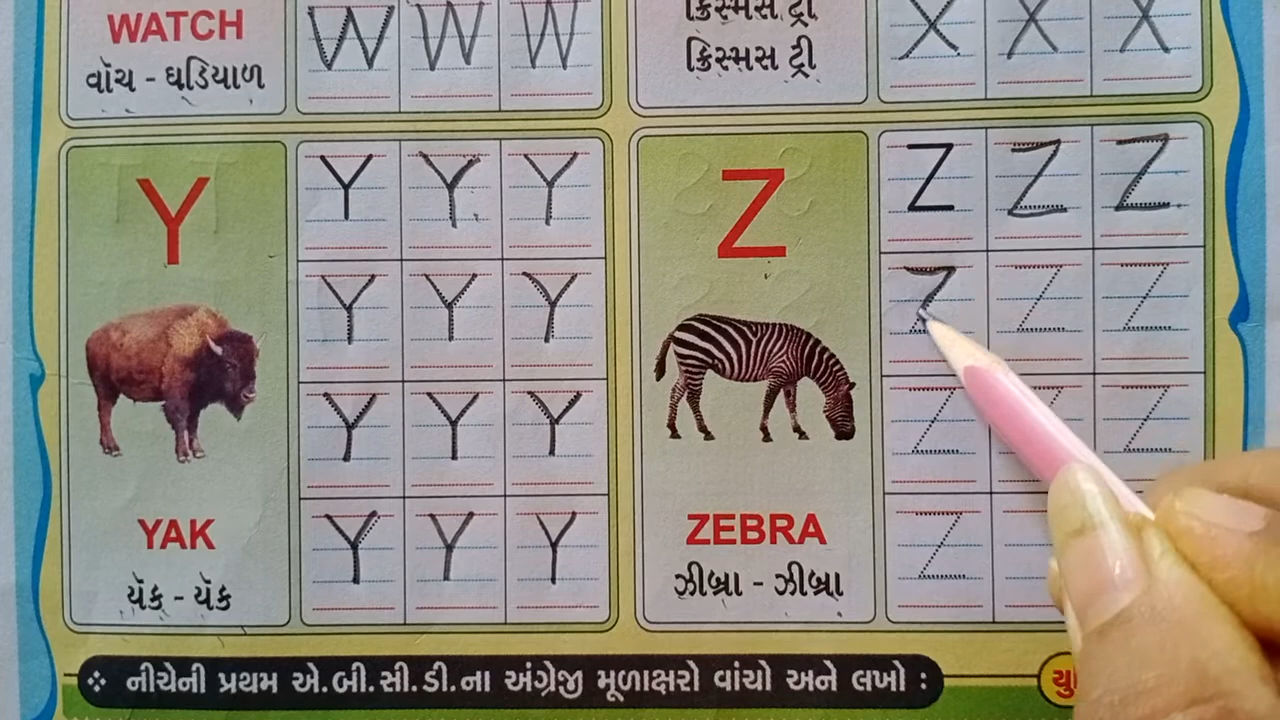 WATCH
વૉચ - ઘડિયાળ
W W W
ક્રિસ્મસ ટ્રી
ક્રિસ્મસ ટ્રી
X X X
Y
Y Y Y
Y Y Y
Y Y Y
Y Y Y
YAK
યૅક - યૅક
Z
Z Z Z
Z Z Z
Z Z Z
Z
ZEBRA
ઝીબ્રા - ઝીબ્રા
❖ નીચેની પ્રથમ એ.બી.સી.ડી.ના અંગ્રેજી મૂળાક્ષરો વાંચો અને લખો :